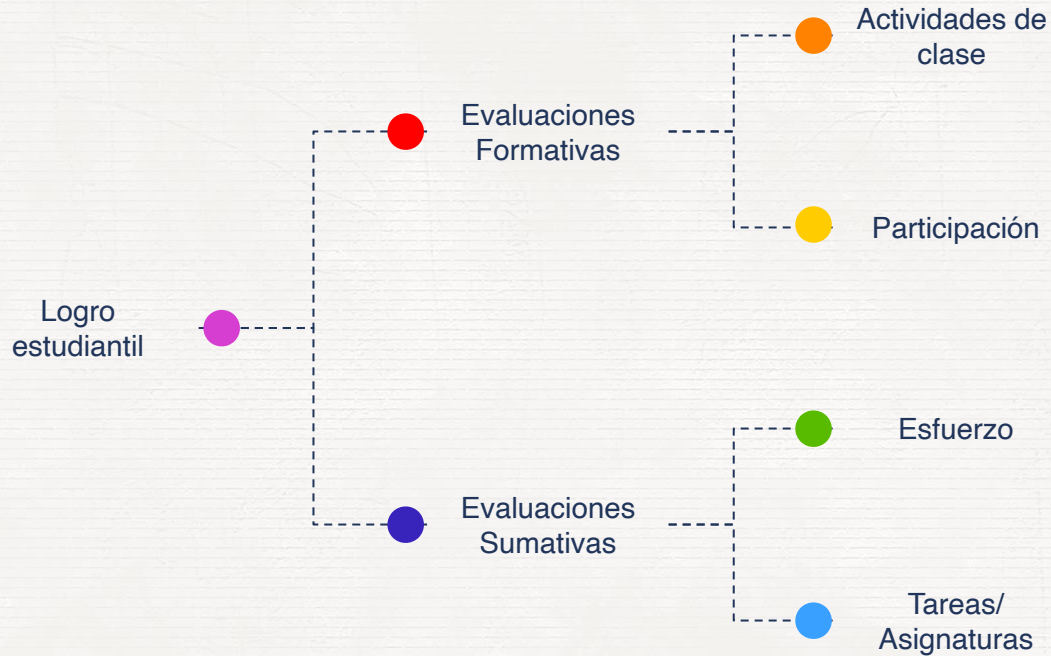 Logro
estudiantil
Evaluaciones
Formativas
Actividades de
clase
Participación
Evaluaciones
Sumativas
Esfuerzo
Tareas/
Asignaturas